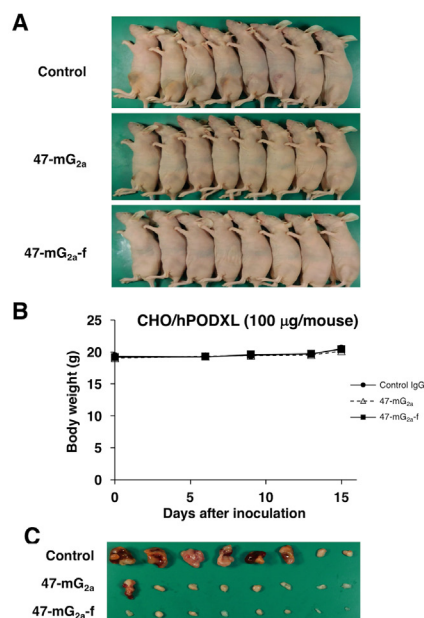 A
Control
47-mG2a
47-mG2a-f
B
CHO/hPODXL (100 μg/mouse)
25
20
15
10
5
0
Body weight (g)
0 5 10 15
Days after inoculation
Control IgG
47-mG2a
47-mG2a-f
C
Control
47-mG2a
47-mG2a-f